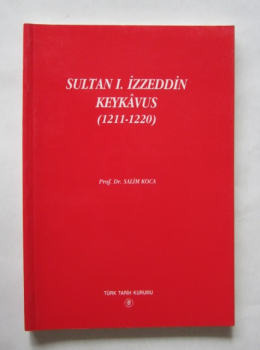 SULTAN I. İZZEDDİN
KEYKÂVUS
(1211-1220)
Prof. Dr. SALİM KOCA
TÜRK TARİH KURUMU